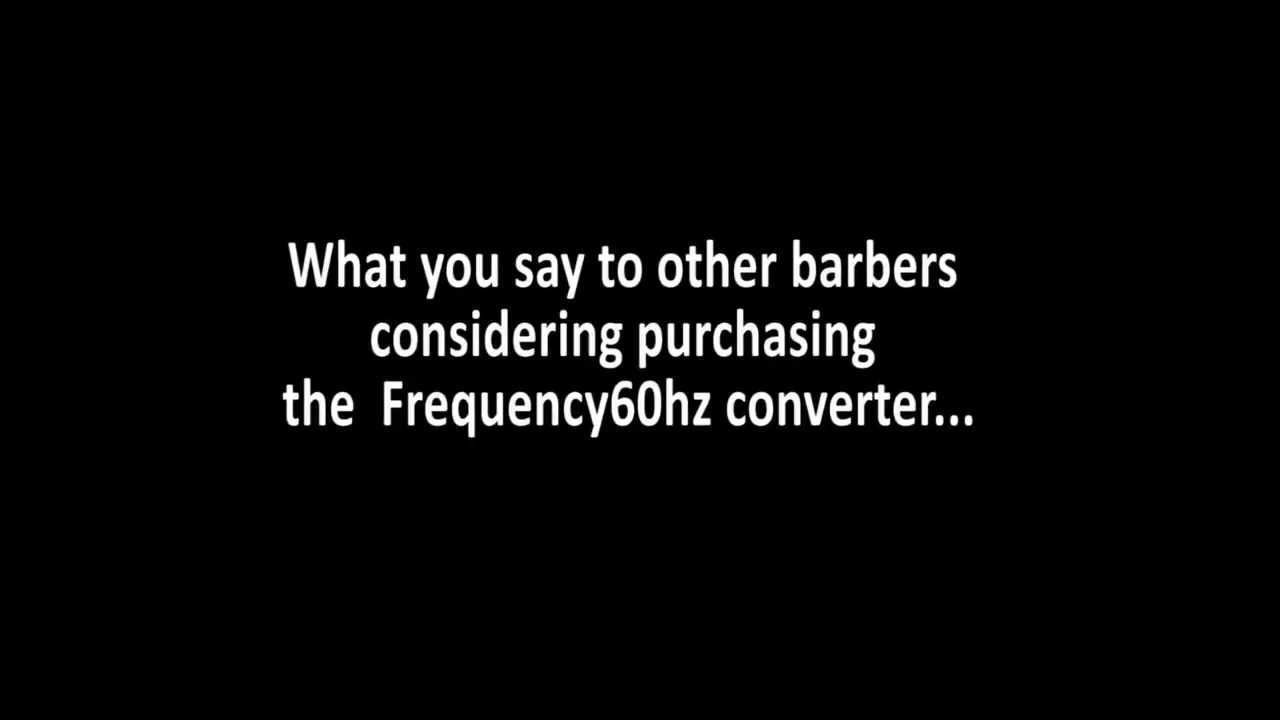 What you say to other barbers
considering purchasing
the  Frequency60hz converter...